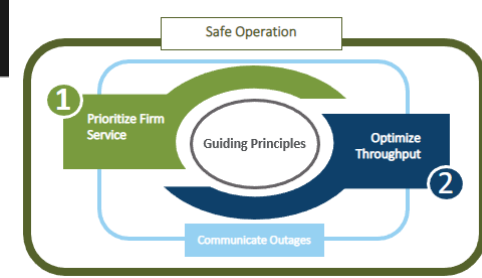 Safe Operation
1
Prioritize Firm
Service
Guiding Principles
Optimize
Throughput
2
Communicate Outages